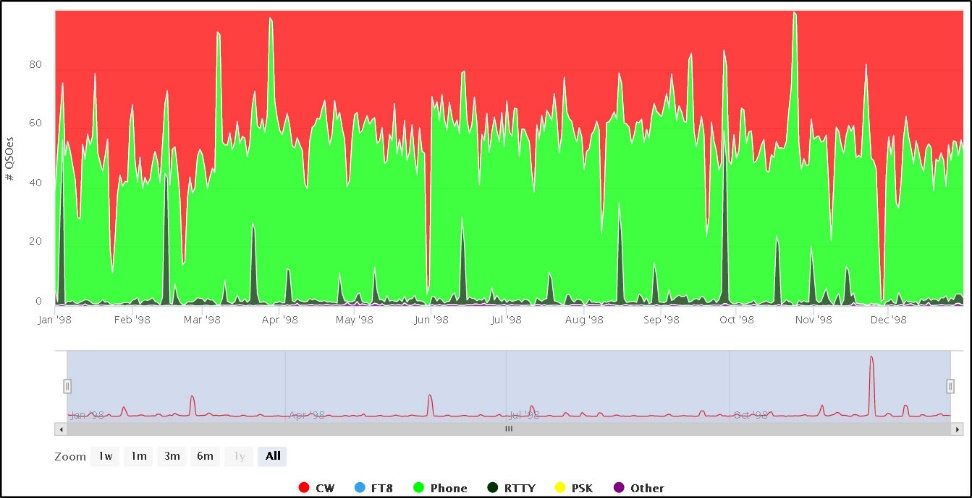 # QSOes
80
60
40
20
0
Jan '98 Feb '98 Mar '98 Apr '98 May '98 Jun '98 Jul '98 Aug '98 Sep '98 Oct '98 Nov '98 Dec '98
Jan '98 Apr '98 Jul '98 Oct '98
Zoom 1w 1m 3m 6m 1y All
CW FT8 Phone RTTY PSK Other